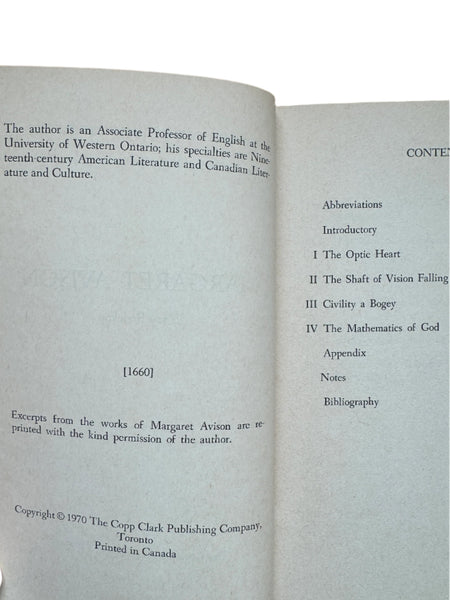 The author is an Associate Professor of English at the
University of Western Ontario; his specialties are Nine-
teenth-century American Literature and Canadian Liter-
ature and Culture.
[1660]
Excerpts from the works of Margaret Avison are re-
printed with the kind permission of the author.
Copyright © 1970 The Copp Clark Publishing Company,
Toronto
Printed in Canada
CONTEN
Abbreviations
Introductory
I The Optic Heart
II The Shaft of Vision Falling
III Civility a Bogey
IV The Mathematics of God
Appendix
Notes
Bibliography